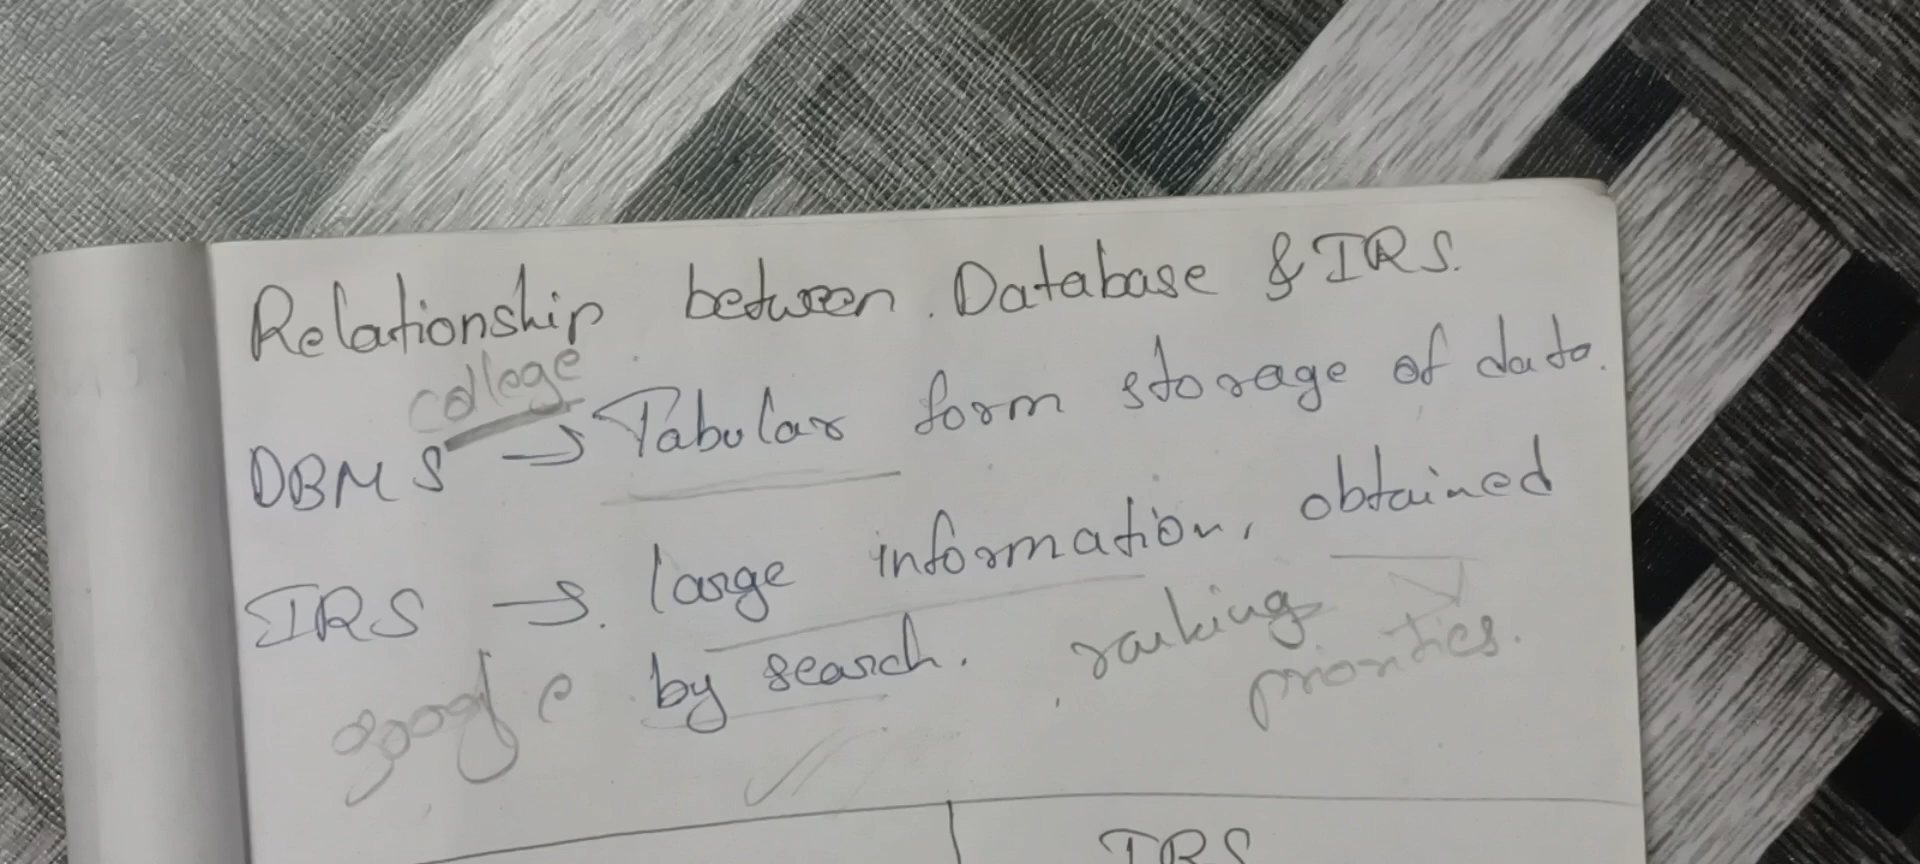 Relationship between Database & IRS.
college
DBMS → Tabular form storage of data.
IRS → large information, obtained
google by search. ranking
priorities.
IRS